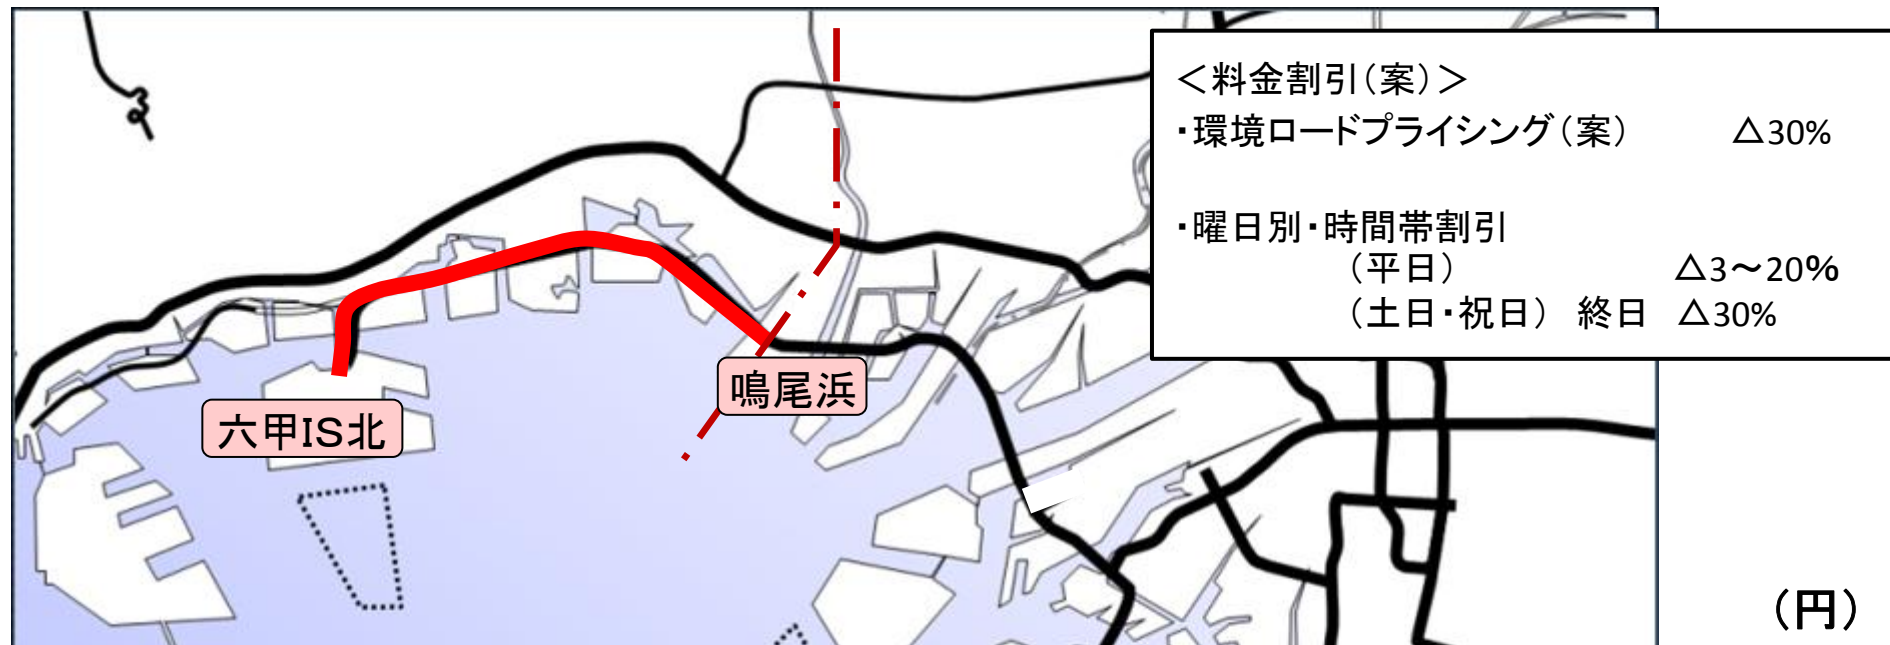 ＜料金割引（案）＞
・環境ロードプライシング（案） △30%
・曜日別・時間帯割引
（平日） △3～20%
（土日・祝日） 終日 △30%
鳴尾浜
六甲IS北
（円）